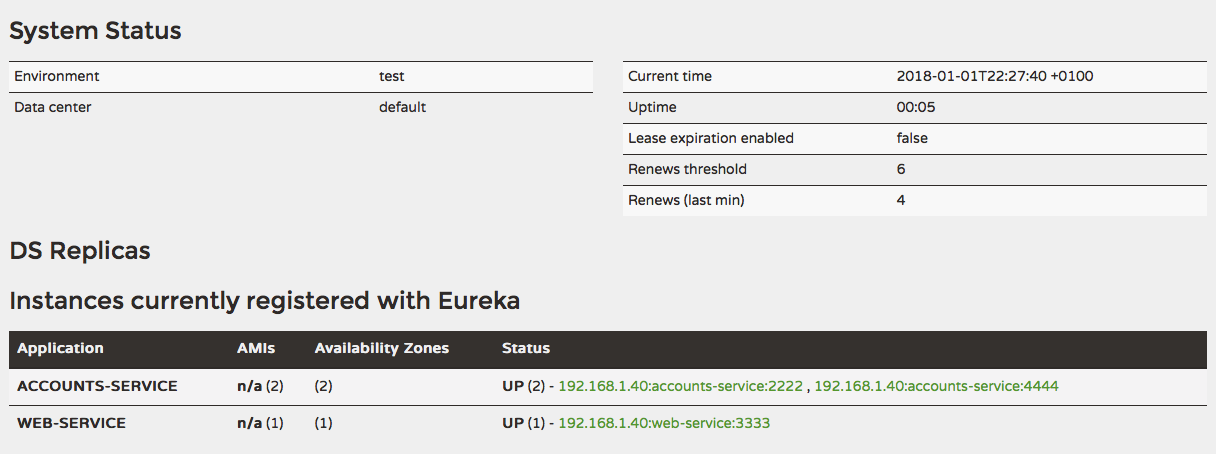 System Status
Environment test
Data center default
Current time 2018-01-01T22:27:40 +0100
Uptime 00:05
Lease expiration enabled false
Renews threshold 6
Renews (last min) 4
DS Replicas
Instances currently registered with Eureka
Application AMIs Availability Zones Status
ACCOUNTS-SERVICE n/a (2) (2) UP (2) - 192.168.1.40:accounts-service:2222 , 192.168.1.40:accounts-service:4444
WEB-SERVICE n/a (1) (1) UP (1) - 192.168.1.40:web-service:3333